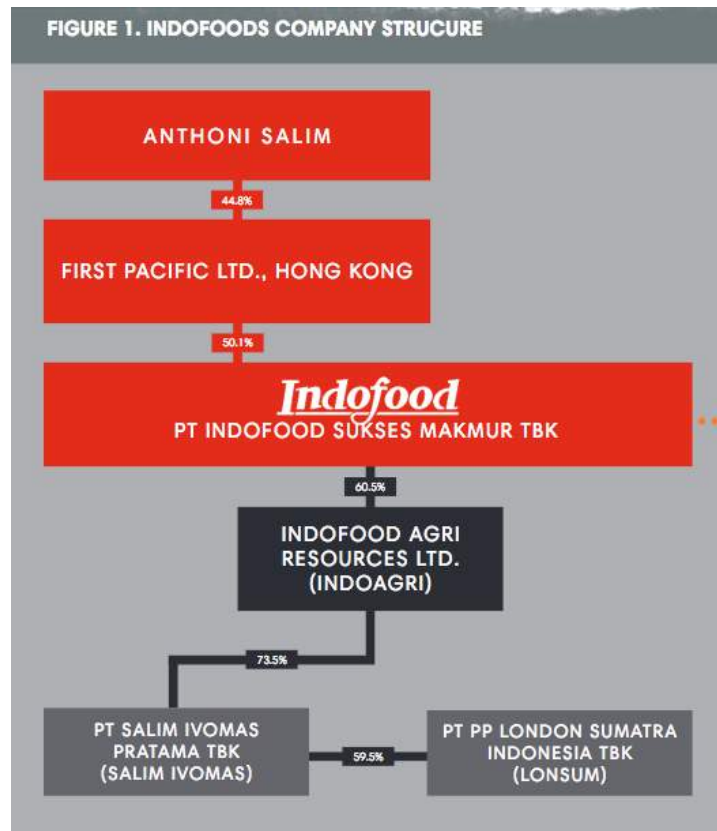 FIGURE 1. INDOFOODS COMPANY STRUCURE
ANTHONI SALIM
44.8%
FIRST PACIFIC LTD., HONG KONG
50.1%
Indofood
PT INDOFOOD SUKSES MAKMUR TBK
60.5%
INDOFOOD AGRI
RESOURCES LTD.
(INDOAGRI)
73.5%
PT SALIM IVOMAS
PRATAMA TBK
(SALIM IVOMAS)
59.5%
PT PP LONDON SUMATRA
INDONESIA TBK
(LONSUM)